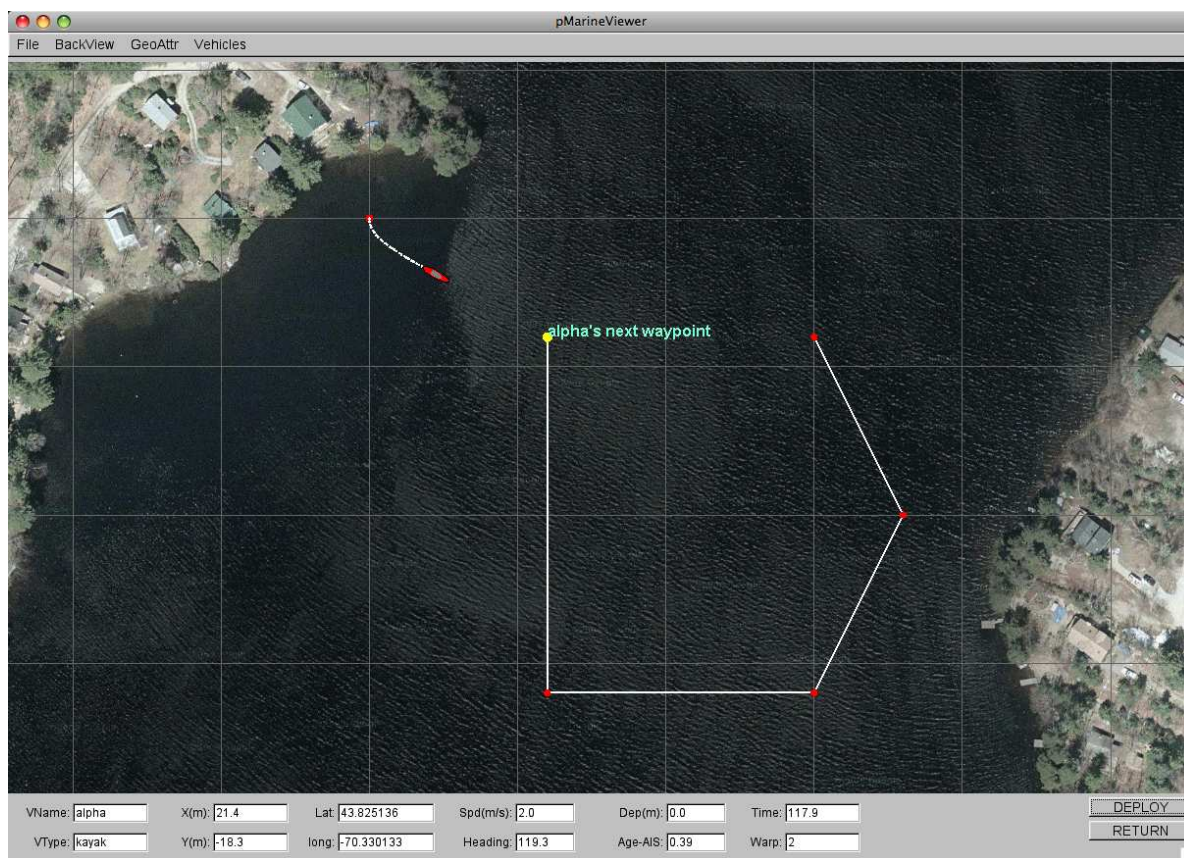 pMarineViewer
File BackView GeoAttr Vehicles
alpha's next waypoint
VName: alpha X(m): 21.4 Lat: 43.825136 Spd(m/s): 2.0 Dep(m): 0.0 Time: 117.9 DEPLOY
VType: kayak Y(m): -18.3 long: -70.330133 Heading: 119.3 Age-AIS: 0.39 Warp: 2 RETURN